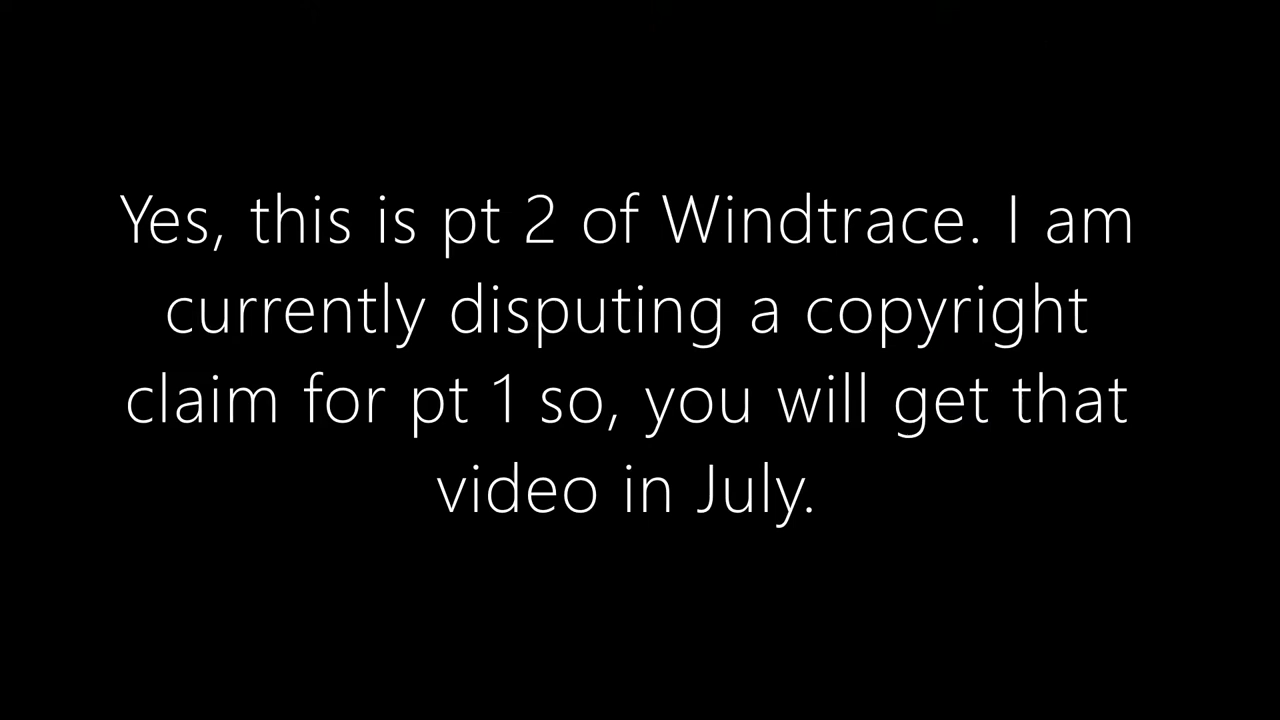 Yes, this is pt 2 of Windtrace. I am
currently disputing a copyright
claim for pt 1 so, you will get that
video in July.